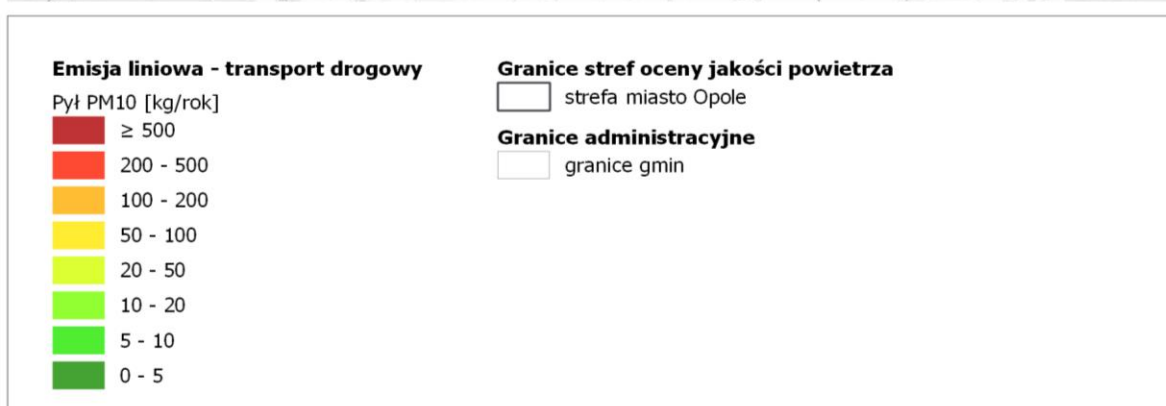 Emisja liniowa - transport drogowy
Pył PM10 [kg/rok]
≥ 500
200 - 500
100 - 200
50 - 100
20 - 50
10 - 20
5 - 10
0 - 5
Granice stref oceny jakości powietrza
strefa miasto Opole
Granice administracyjne
granice gmin